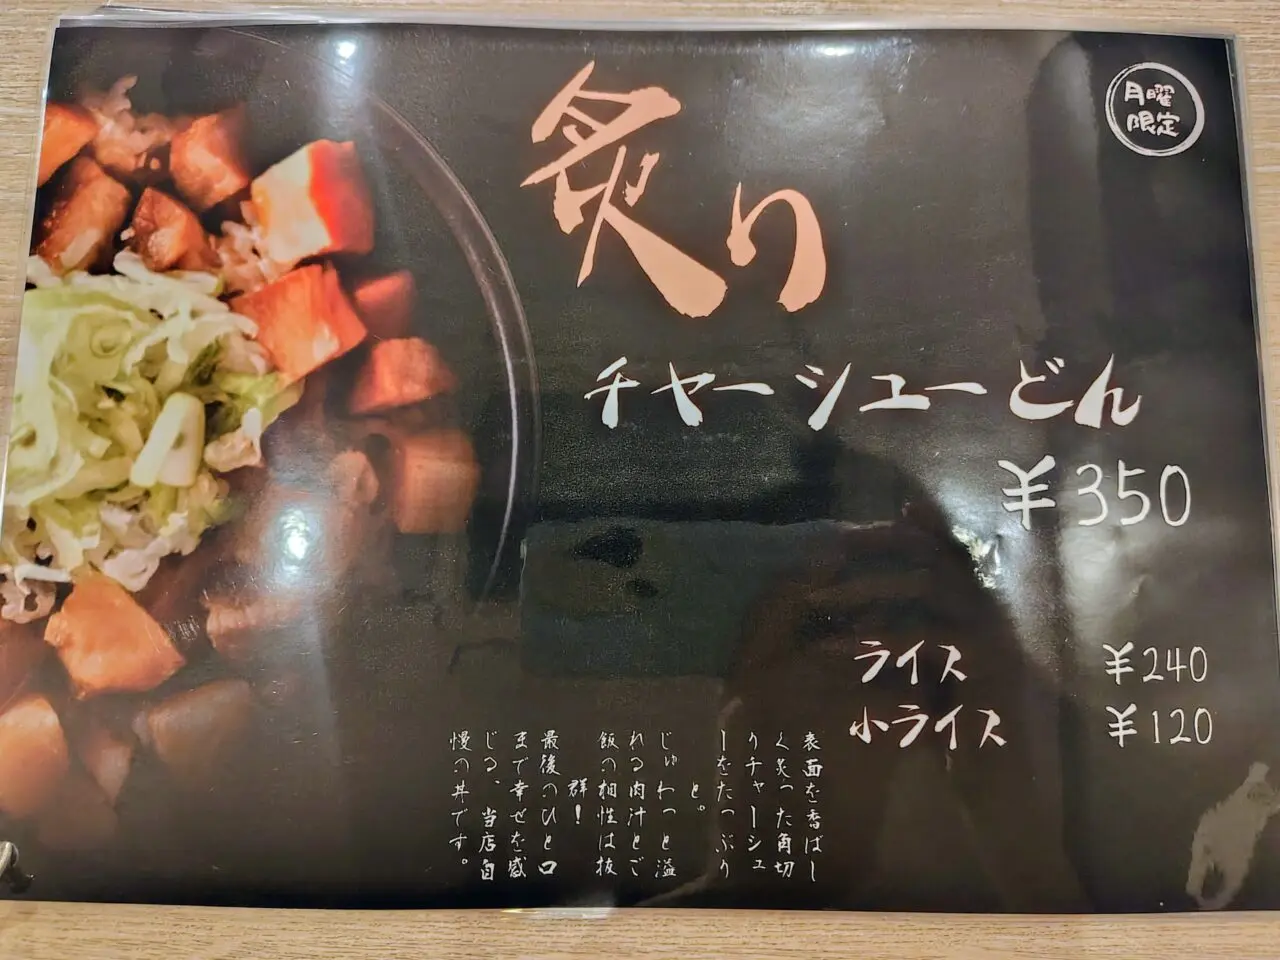 月曜
限定
炙り
チャーシューどん
¥350
ライス ¥240
小ライス ¥120
表面を香ばし
く炙った角切
りチャーシュ
ーをたっぷり
と。
じゅわっと溢
れる肉汁とご
飯の相性は抜
群！
最後のひと口
まで幸せを感
じる、当店自
慢の丼です。